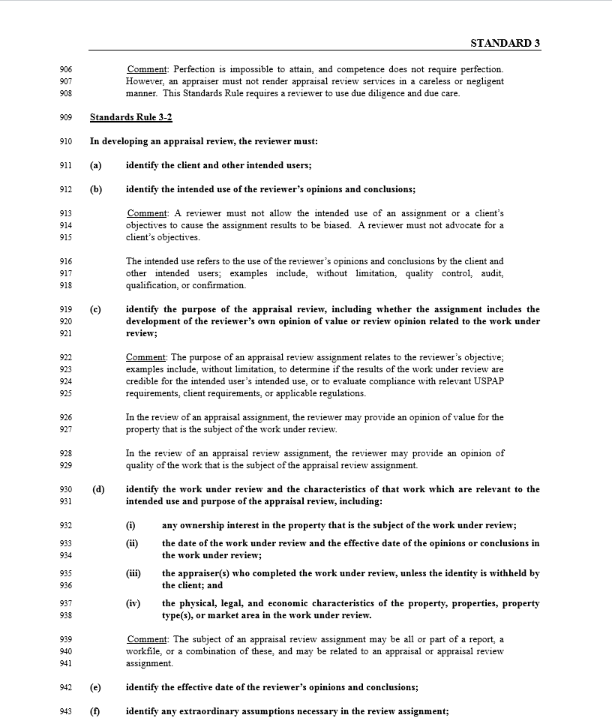 STANDARD 3
906 Comment: Perfection is impossible to attain, and competence does not require perfection.
907 However, an appraiser must not render appraisal review services in a careless or negligent
908 manner. This Standards Rule requires a reviewer to use due diligence and due care.
909 Standards Rule 3-2
910 In developing an appraisal review, the reviewer must:
911 (a) identify the client and other intended users;
912 (b) identify the intended use of the reviewer's opinions and conclusions;
913 Comment: A reviewer must not allow the intended use of an assignment or a client's
914 objectives to cause the assignment results to be biased. A reviewer must not advocate for a
915 client's objectives.
916 The intended use refers to the use of the reviewer's opinions and conclusions by the client and
917 other intended users; examples include, without limitation, quality control, audit,
918 qualification, or confirmation.
919 (c) identify the purpose of the appraisal review, including whether the assignment includes the
920 development of the reviewer's own opinion of value or review opinion related to the work under
921 review;
922 Comment: The purpose of an appraisal review assignment relates to the reviewer's objective;
923 examples include, without limitation, to determine if the results of the work under review are
924 credible for the intended user's intended use, or to evaluate compliance with relevant USPAP
925 requirements, client requirements, or applicable regulations.
926 In the review of an appraisal assignment, the reviewer may provide an opinion of value for the
927 property that is the subject of the work under review.
928 In the review of an appraisal review assignment, the reviewer may provide an opinion of
929 quality of the work that is the subject of the appraisal review assignment.
930 (d) identify the work under review and the characteristics of that work which are relevant to the
931 intended use and purpose of the appraisal review, including:
932 (i) any ownership interest in the property that is the subject of the work under review;
933 (ii) the date of the work under review and the effective date of the opinions or conclusions in
934 the work under review;
935 (iii) the appraiser(s) who completed the work under review, unless the identity is withheld by
936 the client; and
937 (iv) the physical, legal, and economic characteristics of the property, properties, property
938 type(s), or market area in the work under review.
939 Comment: The subject of an appraisal review assignment may be all or part of a report, a
940 workfile, or a combination of these, and may be related to an appraisal or appraisal review
941 assignment.
942 (e) identify the effective date of the reviewer's opinions and conclusions;
943 (f) identify any extraordinary assumptions necessary in the review assignment;